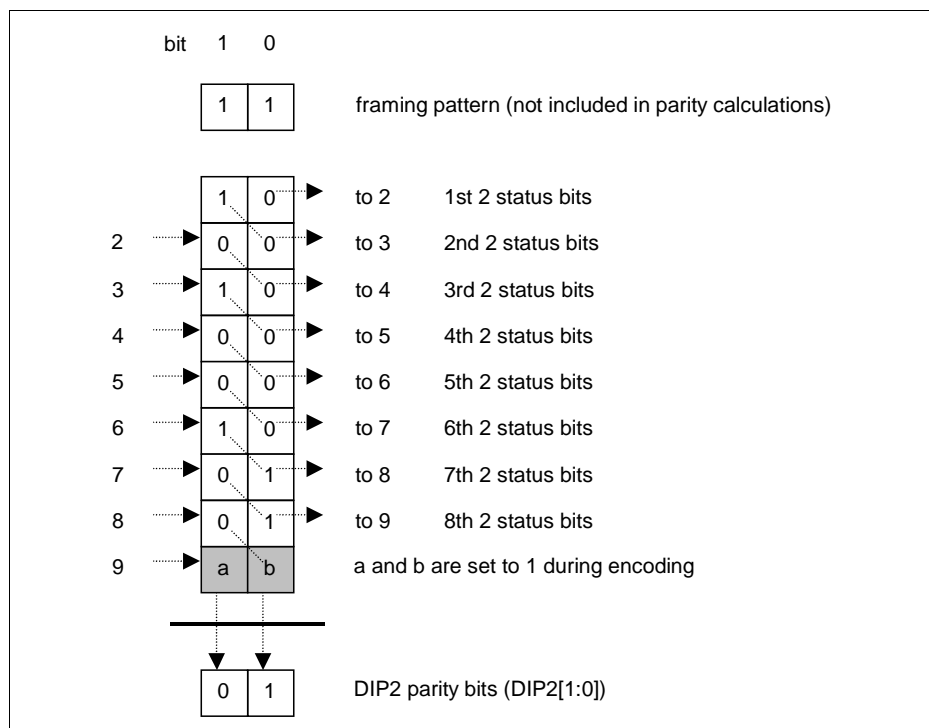 bit 1 0
1 1 framing pattern (not included in parity calculations)
1 0 to 2 1st 2 status bits
2 0 0 to 3 2nd 2 status bits
3 1 0 to 4 3rd 2 status bits
4 0 0 to 5 4th 2 status bits
5 0 0 to 6 5th 2 status bits
6 1 0 to 7 6th 2 status bits
7 0 1 to 8 7th 2 status bits
8 0 1 to 9 8th 2 status bits
9 a b a and b are set to 1 during encoding
0 1 DIP2 parity bits (DIP2[1:0])